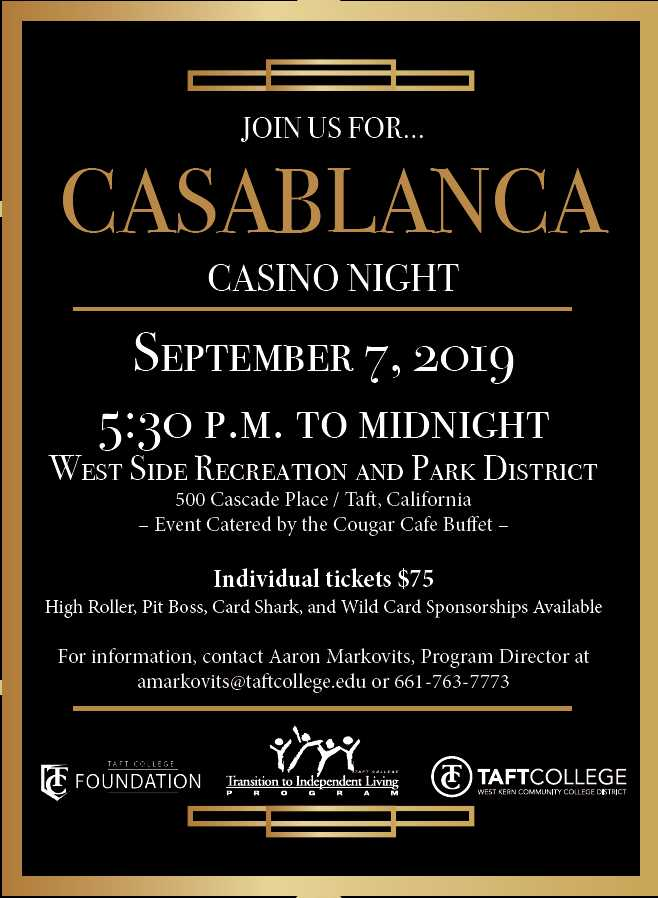 JOIN US FOR...
CASABLANCA
CASINO NIGHT
September 7, 2019
5:30 p.m. to midnight
West Side Recreation and Park District
500 Cascade Place / Taft, California
– Event Catered by the Cougar Cafe Buffet –
Individual tickets $75
High Roller, Pit Boss, Card Shark, and Wild Card Sponsorships Available
For information, contact Aaron Markovits, Program Director at
amarkovits@taftcollege.edu or 661-763-7773
TAFT COLLEGE
FOUNDATION
TAFT COLLEGE
Transition to Independent Living
PROGRAM
TAFTCOLLEGE
WEST KERN COMMUNITY COLLEGE DISTRICT